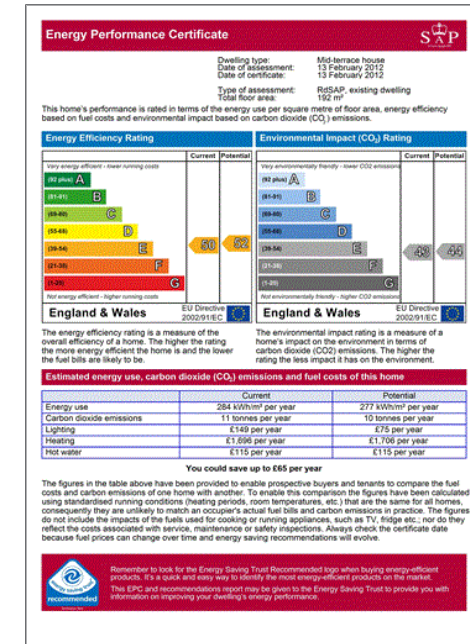 Energy Performance Certificate
SAP
Dwelling type: Mid-terrace house
Date of assessment: 13 February 2012
Date of certificate: 13 February 2012
Type of assessment: RdSAP, existing dwelling
Total floor area: 192 m²
This home's performance is rated in terms of the energy use per square metre of floor area, energy efficiency
based on fuel costs and environmental impact based on carbon dioxide (CO₂) emissions.
Energy Efficiency Rating
Current Potential
Very energy efficient - lower running costs
(92 plus) A
(81-91) B
(69-80) C
(55-68) D
(39-54) E
50 52
(21-38) F
(1-20) G
Not energy efficient - higher running costs
England & Wales
EU Directive
2002/91/EC
Environmental Impact (CO₂) Rating
Current Potential
Very environmentally friendly - lower CO2 emissions
(92 plus) A
(81-91) B
(69-80) C
(55-68) D
(39-54) E
43 44
(21-38) F
(1-20) G
Not environmentally friendly - higher CO2 emissions
England & Wales
EU Directive
2002/91/EC
The energy efficiency rating is a measure of the
overall efficiency of a home. The higher the rating
the more energy efficient the home is and the lower
the fuel bills are likely to be.
The environmental impact rating is a measure of a
home's impact on the environment in terms of
carbon dioxide (CO2) emissions. The higher the
rating the less impact it has on the environment.
Estimated energy use, carbon dioxide (CO₂) emissions and fuel costs of this home
Current Potential
Energy use 284 kWh/m² per year 277 kWh/m² per year
Carbon dioxide emissions 11 tonnes per year 10 tonnes per year
Lighting £149 per year £75 per year
Heating £1,696 per year £1,706 per year
Hot water £115 per year £115 per year
You could save up to £65 per year
The figures in the table above have been provided to enable prospective buyers and tenants to compare the fuel
costs and carbon emissions of one home with another. To enable this comparison the figures have been calculated
using standardised running conditions (heating periods, room temperatures, etc.) that are the same for all homes,
consequently they are unlikely to match an occupier's actual fuel bills and carbon emissions in practice. The figures
do not include the impacts of the fuels used for cooking or running appliances, such as TV, fridge etc.; nor do they
reflect the costs associated with service, maintenance or safety inspections. Always check the certificate date
because fuel prices can change over time and energy saving recommendations will evolve.
energy saving trust
recommended
Remember to look for the Energy Saving Trust Recommended logo when buying energy-efficient
products. It's a quick and easy way to identify the most energy-efficient products on the market.
This EPC and recommendations report may be given to the Energy Saving Trust to provide you with
information on improving your dwelling's energy performance.